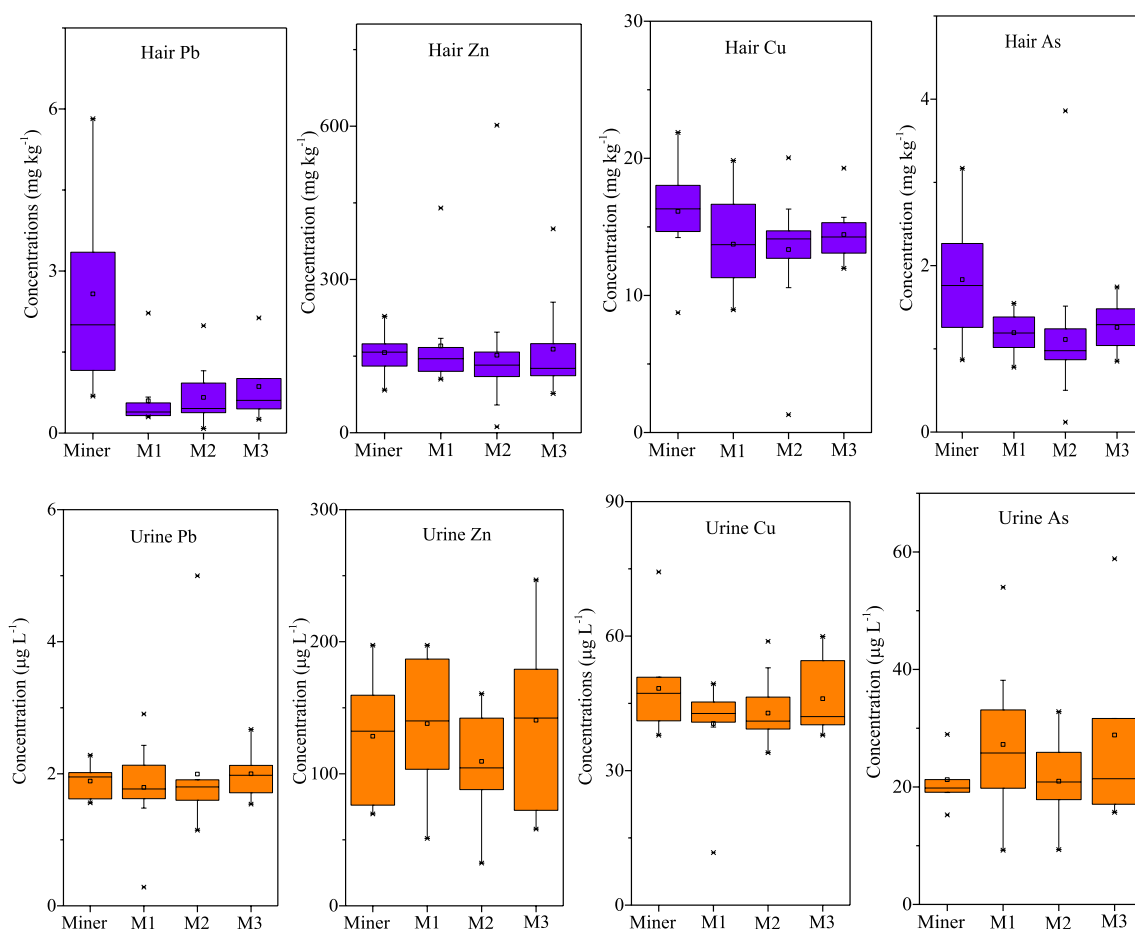 Hair Pb
Concentrations (mg kg⁻¹)
6
3
0
Miner M1 M2 M3
Hair Zn
Concentration (mg kg⁻¹)
600
300
0
Miner M1 M2 M3
Hair Cu
Concentration (mg kg⁻¹)
30
20
10
0
Miner M1 M2 M3
Hair As
Concentration (mg kg⁻¹)
4
2
0
Miner M1 M2 M3
Urine Pb
Concentration (μg L⁻¹)
6
4
2
0
Miner M1 M2 M3
Urine Zn
Concentration (μg L⁻¹)
300
200
100
0
Miner M1 M2 M3
Urine Cu
Concentrations (μg L⁻¹)
90
60
30
0
Miner M1 M2 M3
Urine As
Concentration (μg L⁻¹)
60
40
20
0
Miner M1 M2 M3